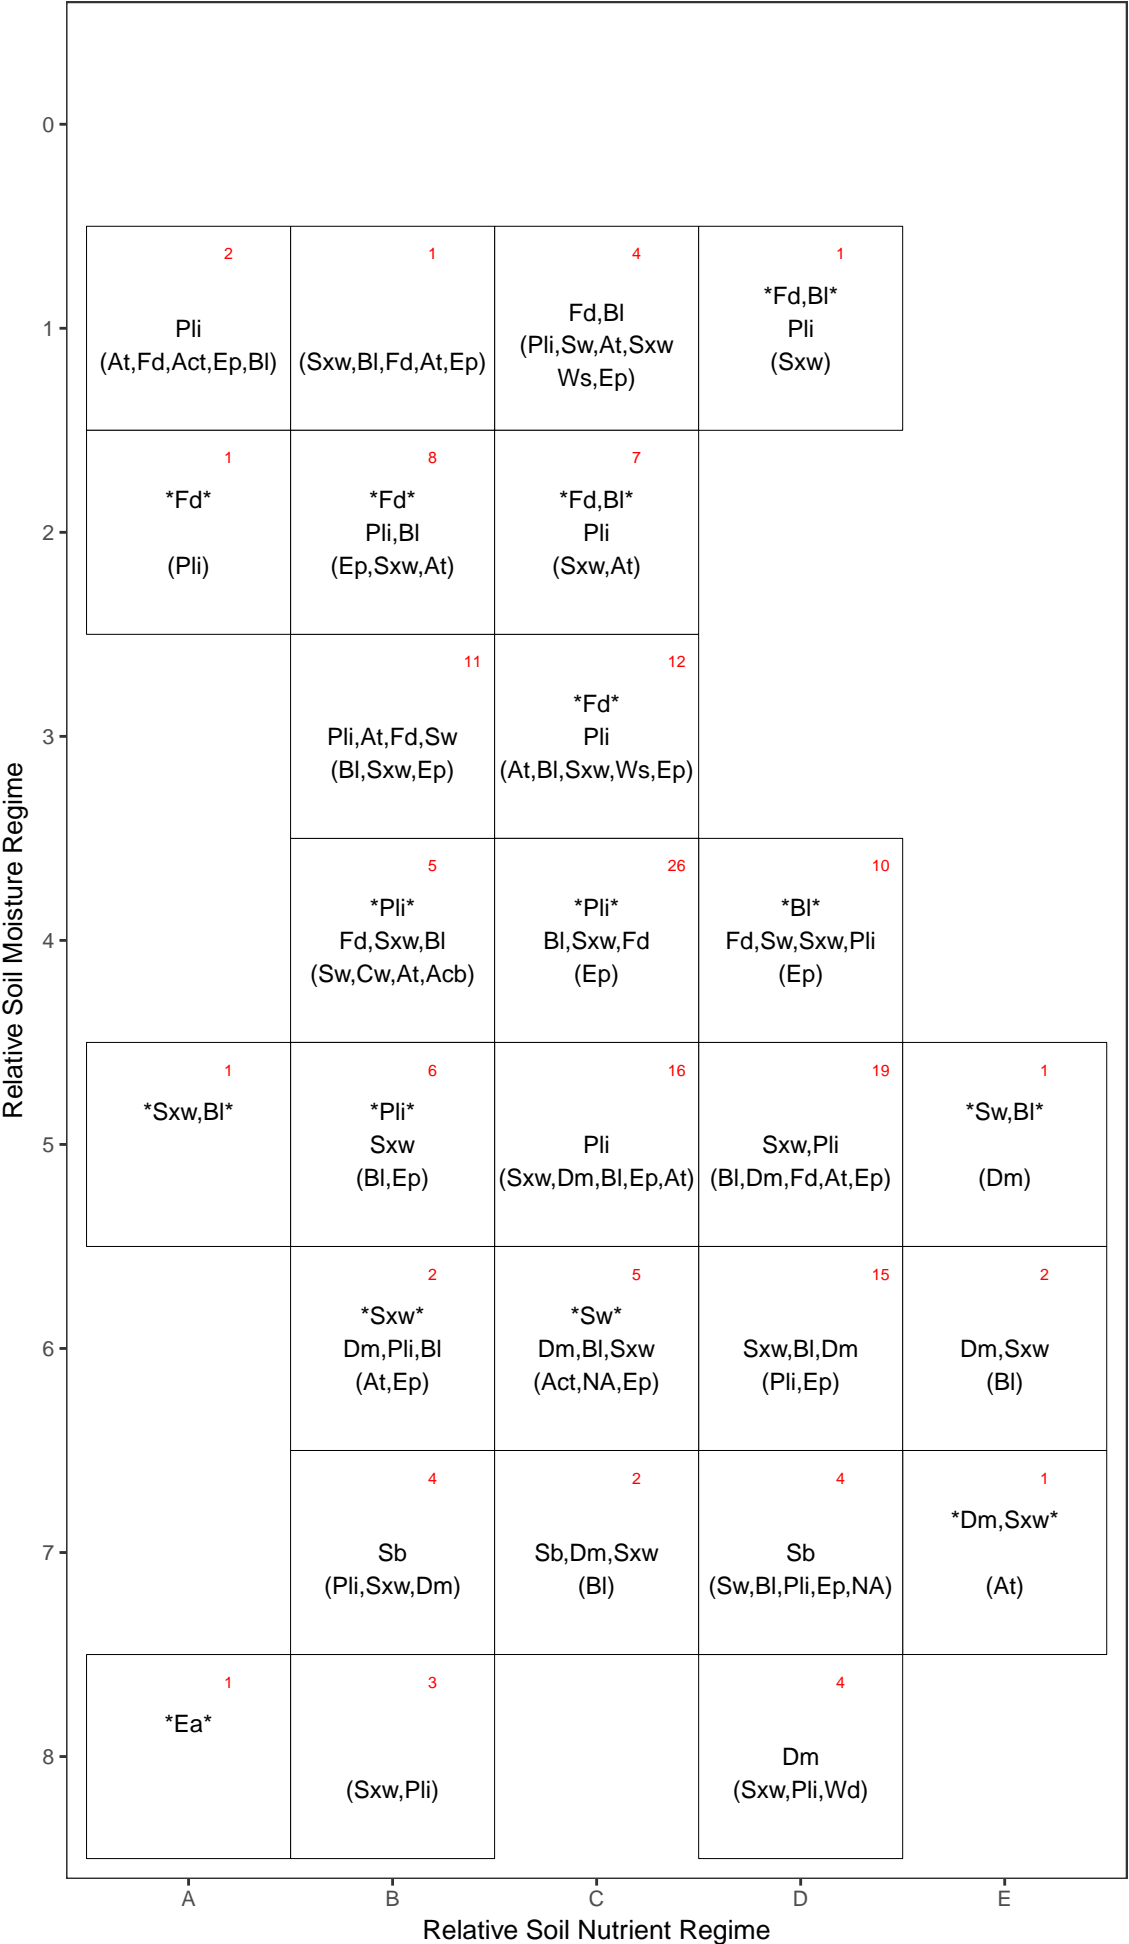 0
2
1
4
1
*Fd,Bl*
Fd,Bl
1
Pli
Pli
(Pli,Sw,At,Sxw
(At,Fd,Act,Ep,Bl)
(Sxw,Bl,Fd,At,Ep)
(Sxw)
Ws,Ep)
1
8
7
*Fd*
*Fd*
*Fd,Bl*
2
Pli,Bl
Pli
(Pli)
(Ep,Sxw,At)
(Sxw,At)
11
12
*Fd*
3
Pli,At,Fd,Sw
Pli
(Bl,Sxw,Ep)
(At,Bl,Sxw,Ws,Ep)
5
26
10
*Pli*
*Pli*
*Bl*
4
Fd,Sxw,Bl
Bl,Sxw,Fd
Fd,Sw,Sxw,Pli
(Sw,Cw,At,Acb)
(Ep)
(Ep)
1
6
16
19
1
*Sxw,Bl*
*Pli*
*Sw,Bl*
5
Sxw
Pli
Sxw,Pli
(Bl,Ep)
(Sxw,Dm,Bl,Ep,At)
(Bl,Dm,Fd,At,Ep)
(Dm)
2
5
15
2
*Sxw*
*Sw*
6
Dm,Pli,Bl
Dm,Bl,Sxw
Sxw,Bl,Dm
Dm,Sxw
(At,Ep)
(Act,NA,Ep)
(Pli,Ep)
(Bl)
4
2
4
1
*Dm,Sxw*
7
Sb
Sb,Dm,Sxw
Sb
(Pli,Sxw,Dm)
(Bl)
(Sw,Bl,Pli,Ep,NA)
(At)
1
3
4
*Ea*
8
Dm
(Sxw,Pli)
(Sxw,Pli,Wd)
A
B
C
D
E
Relative Soil Nutrient Regime
Relative Soil Moisture Regime